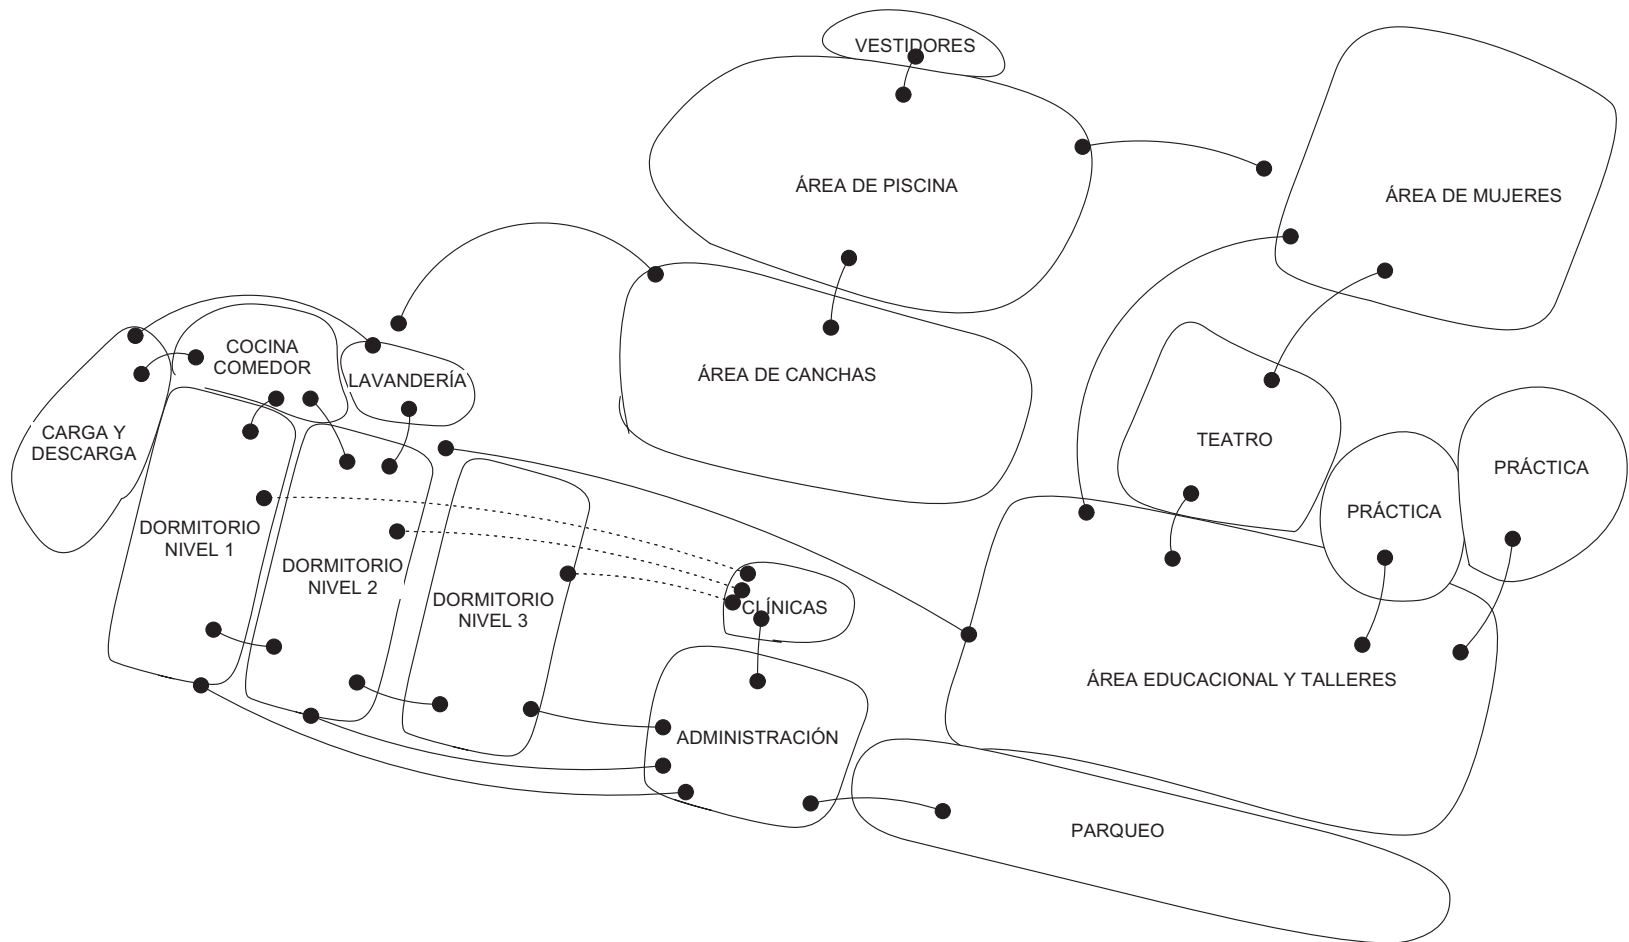 VESTIDORES
ÁREA DE PISCINA
ÁREA DE MUJERES
COCINA
COMEDOR
LAVANDERÍA
ÁREA DE CANCHAS
CARGA Y
DESCARGA
TEATRO
PRÁCTICA
PRÁCTICA
DORMITORIO
NIVEL 1
DORMITORIO
NIVEL 2
DORMITORIO
NIVEL 3
CLÍNICAS
ÁREA EDUCACIONAL Y TALLERES
ADMINISTRACIÓN
PARQUEO